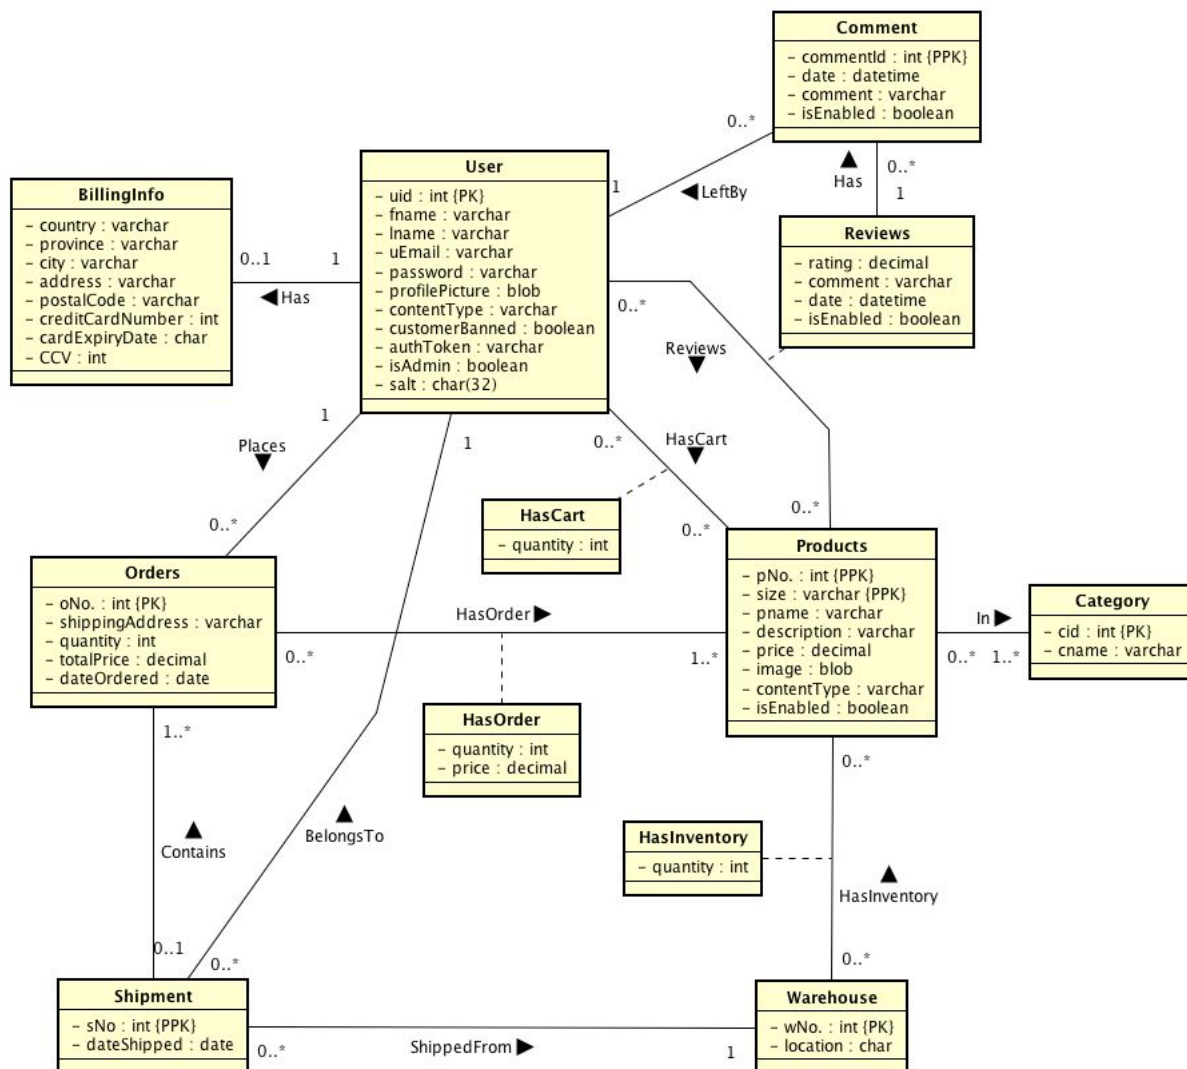 Comment
- commentId : int {PPK}
- date : datetime
- comment : varchar
- isEnabled : boolean
0..*
1
◀ LeftBy
▲
Has
0..*
1
User
- uid : int {PK}
- fname : varchar
- lname : varchar
- uEmail : varchar
- password : varchar
- profilePicture : blob
- contentType : varchar
- customerBanned : boolean
- authToken : varchar
- isAdmin : boolean
- salt : char(32)
BillingInfo
- country : varchar
- province : varchar
- city : varchar
- address : varchar
- postalCode : varchar
- creditCardNumber : int
- cardExpiryDate : char
- CCV : int
0..1
1
◀ Has
Reviews
- rating : decimal
- comment : varchar
- date : datetime
- isEnabled : boolean
0..*
Reviews
▼
0..*
1
Places
▼
0..*
1
0..*
HasCart
▼
0..*
HasCart
- quantity : int
Orders
- oNo. : int {PK}
- shippingAddress : varchar
- quantity : int
- totalPrice : decimal
- dateOrdered : date
HasOrder ▶
0..*
1..*
Products
- pNo. : int {PPK}
- size : varchar {PPK}
- pname : varchar
- description : varchar
- price : decimal
- image : blob
- contentType : varchar
- isEnabled : boolean
In ▶
0..*
1..*
Category
- cid : int {PK}
- cname : varchar
HasOrder
- quantity : int
- price : decimal
1..*
▲
Contains
0..1
▲
BelongsTo
0..*
0..*
HasInventory
- quantity : int
▲
HasInventory
0..*
Shipment
- sNo : int {PPK}
- dateShipped : date
0..*
ShippedFrom ▶
1
Warehouse
- wNo. : int {PK}
- location : char